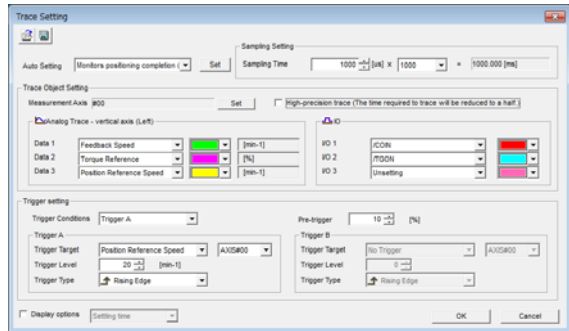 Trace Setting
Auto Setting
Monitors positioning completion (
Set
Sampling Setting
Sampling Time
1000
[us] x
1000
=
1000.000 [ms]
Trace Object Setting
Measurement Axis #00
Set
High-precision trace (The time required to trace will be reduced to a half.)
Analog Trace - vertical axis (Left)
I/O
Data 1 Feedback Speed [min-1]
I/O 1 /COIN
Data 2 Torque Reference [%]
I/O 2 /TGON
Data 3 Position Reference Speed [min-1]
I/O 3 Unsetting
Trigger setting
Trigger Conditions Trigger A
Pre-trigger 10 [%]
Trigger A
Trigger B
Trigger Target Position Reference Speed AXIS#00
Trigger Target No Trigger AXIS#00
Trigger Level 20 [min-1]
Trigger Level 0
Trigger Type Rising Edge
Trigger Type Rising Edge
Display options Setting time
OK Cancel